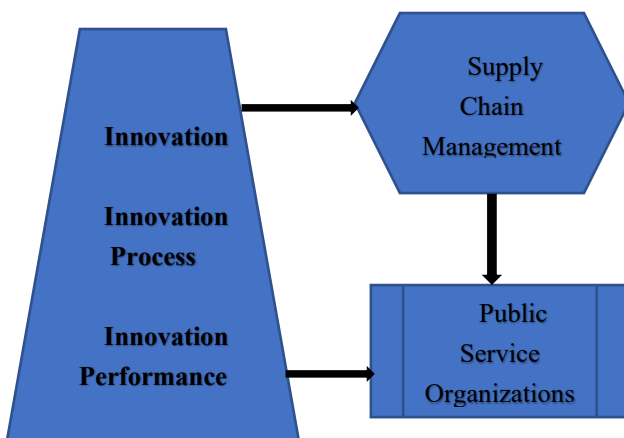 Innovation
Innovation
Process
Innovation
Performance
Supply
Chain
Management
Public
Service
Organizations